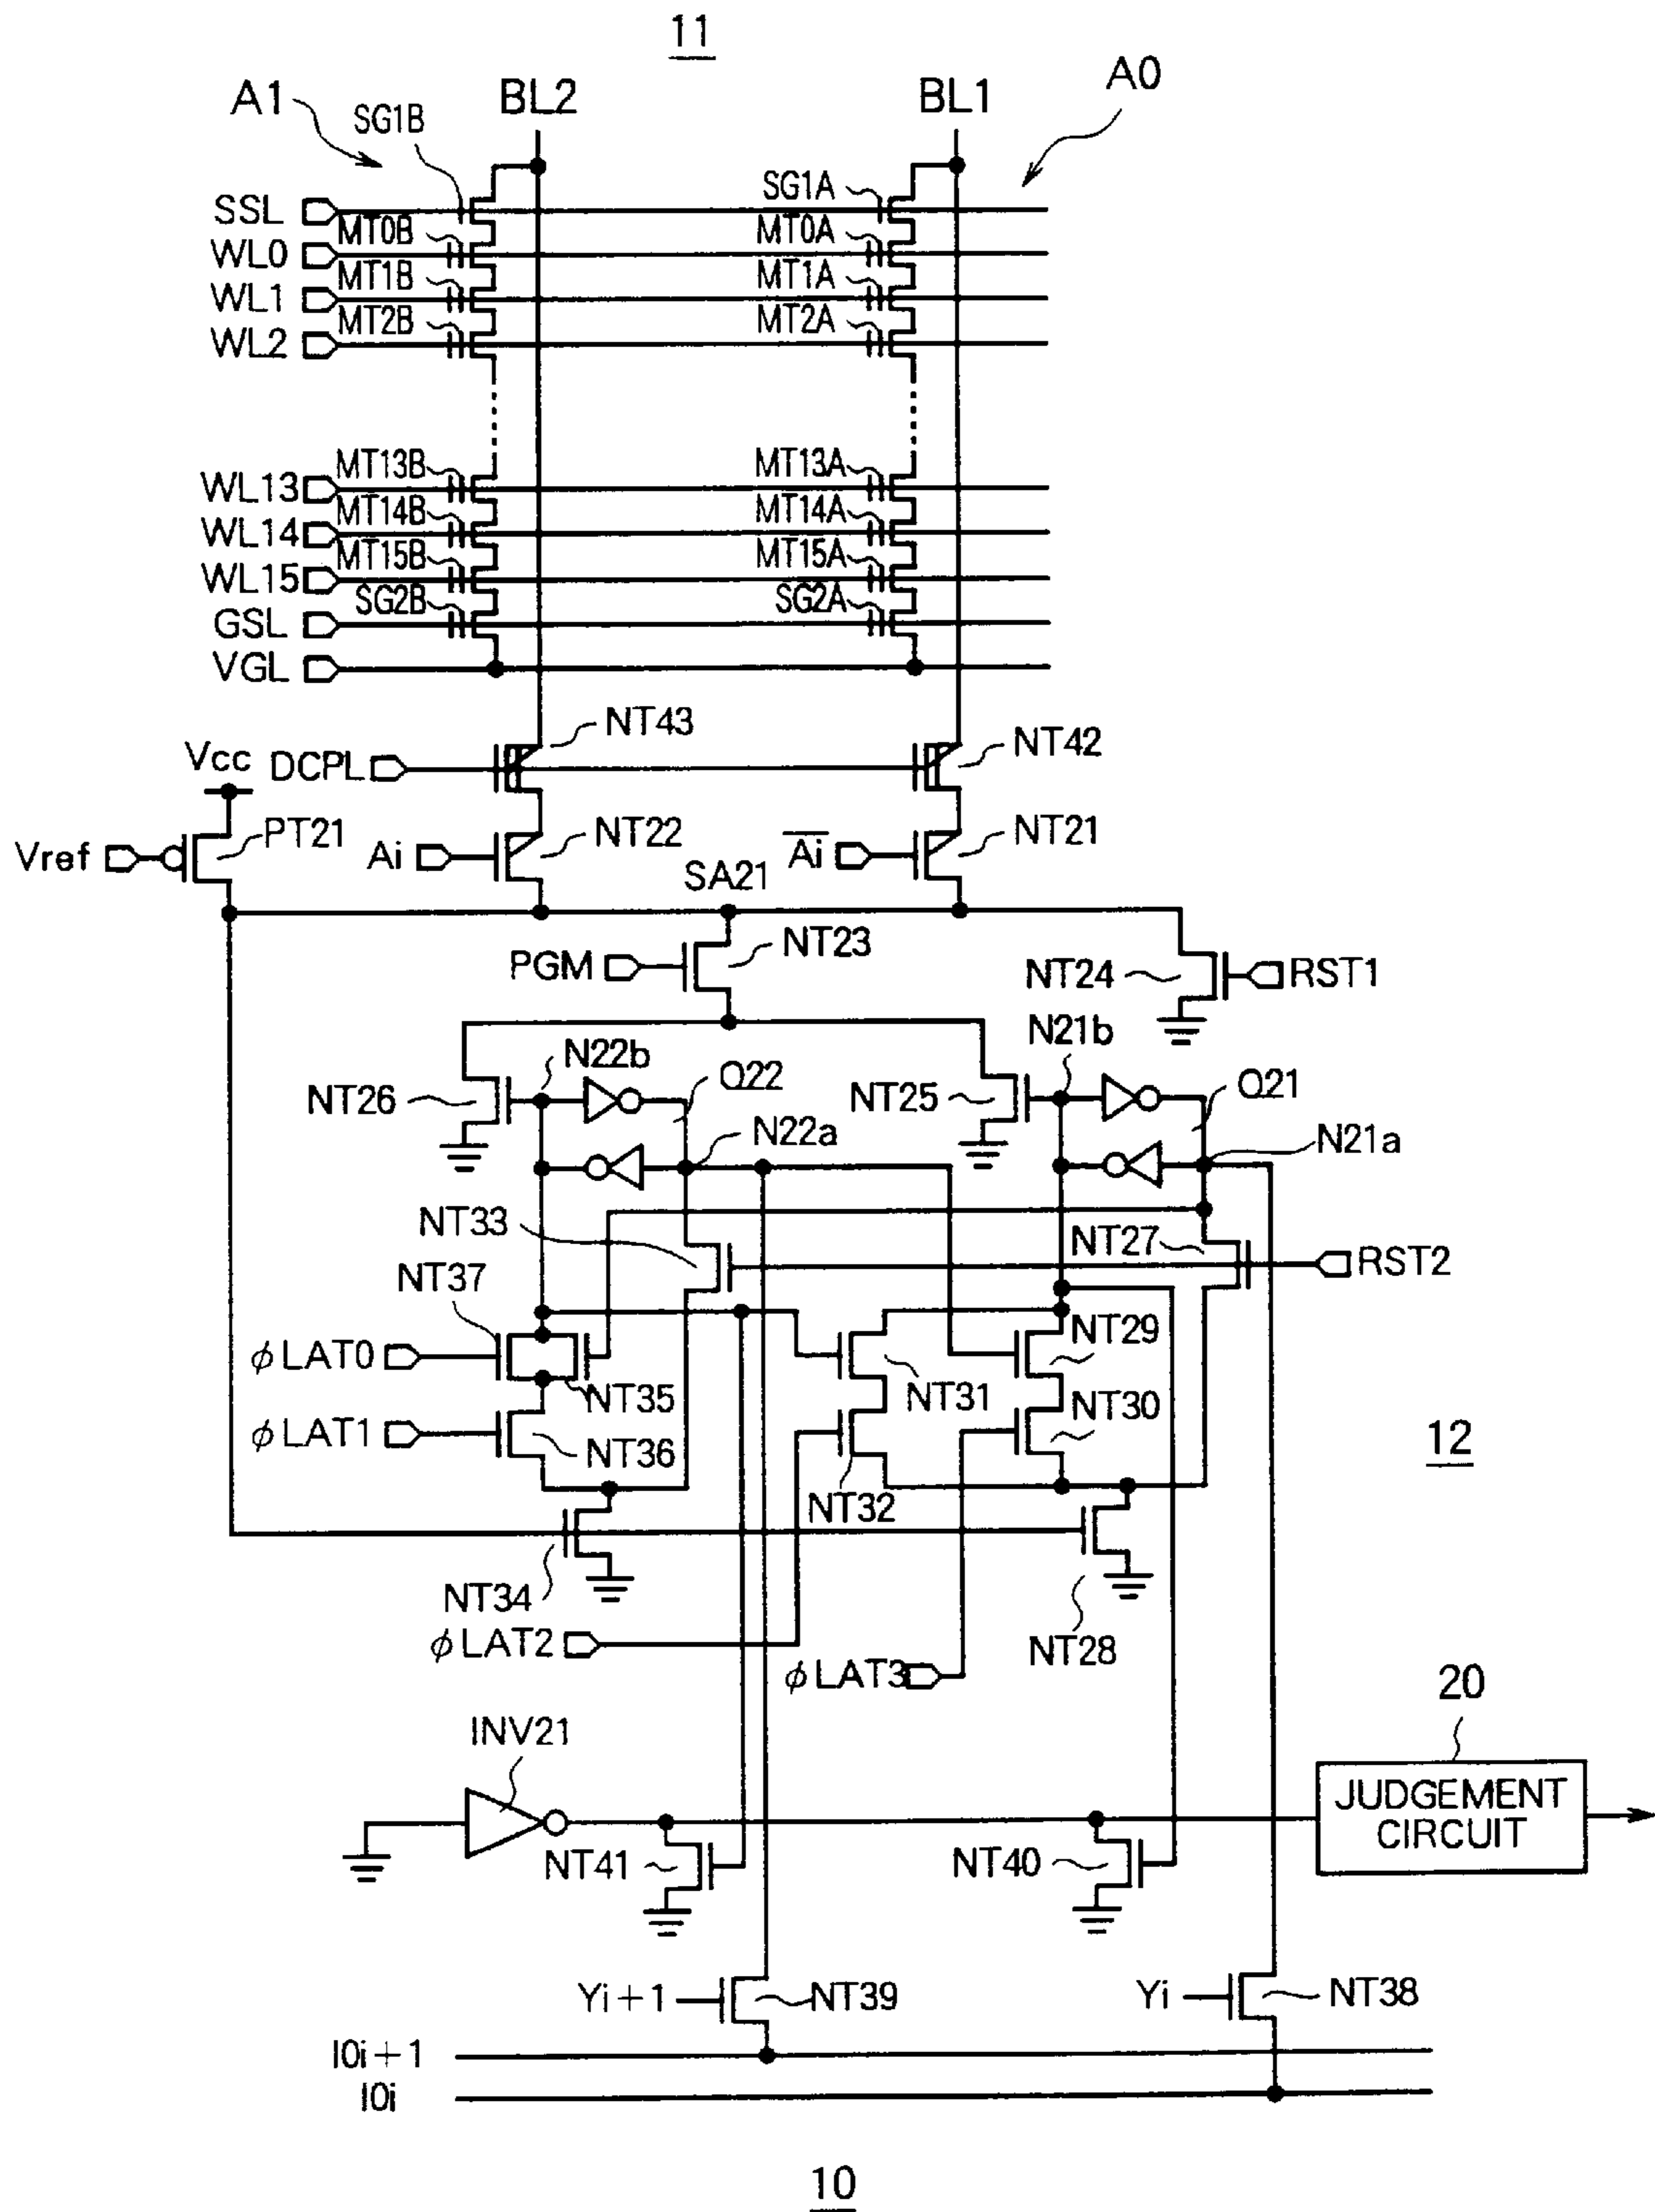 11
A1
BL2
BL1
A0
SG1B
SSL
SG1A
WL0
MT0B
MT0A
WL1
MT1B
MT1A
WL2
MT2B
MT2A
WL13
MT13B
MT13A
WL14
MT14B
MT14A
WL15
MT15B
MT15A
GSL
SG2B
SG2A
VGL
NT43
NT42
Vcc
DCPL
PT21
NT22
NT21
Vref
Ai
A̅i̅
SA21
NT23
PGM
NT24
RST1
N22b
Q22
N21b
Q21
NT26
NT25
N22a
N21a
NT33
NT27
RST2
NT37
NT29
φLAT0
NT35
NT31
NT30
φLAT1
NT36
12
NT32
NT34
φLAT2
NT28
φLAT3
20
INV21
JUDGEMENT
CIRCUIT
NT41
NT40
Yi+1
NT39
Yi
NT38
I0i+1
I0i
10